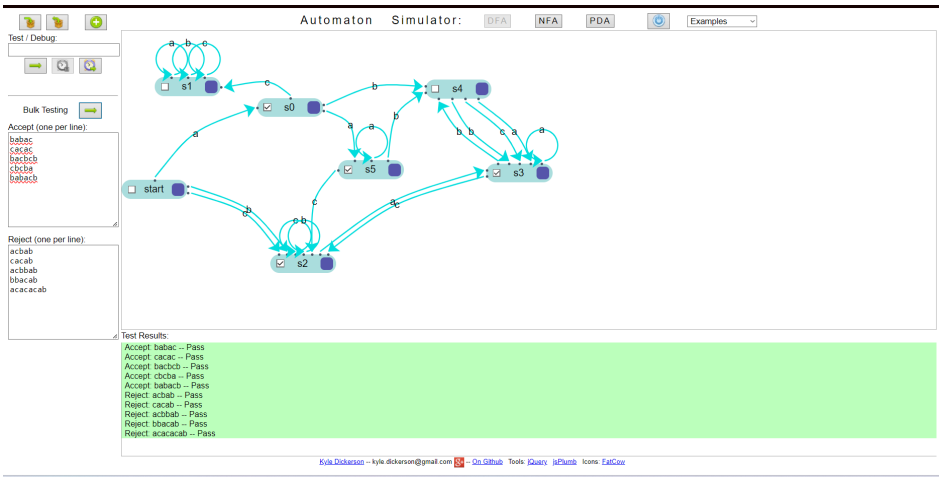 Automaton Simulator: DFA NFA PDA Examples
Test / Debug:
Bulk Testing
Accept (one per line):
babac
cacac
bacbcb
cbcba
babacb
Reject (one per line):
acbab
cacab
acbbab
bbacab
acacacab
a b c
s1
c
s0
b
s4
a
a a
b
b b c a a
s5
s3
start
c b
c
a c
c b
s2
Test Results:
Accept: babac -- Pass
Accept: cacac -- Pass
Accept: bacbcb -- Pass
Accept: cbcba -- Pass
Accept: babacb -- Pass
Reject: acbab -- Pass
Reject: cacab -- Pass
Reject: acbbab -- Pass
Reject: bbacab -- Pass
Reject: acacacab -- Pass
Kyle Dickerson -- kyle.dickerson@gmail.com g+ -- On Github Tools: jQuery jsPlumb Icons: FatCow